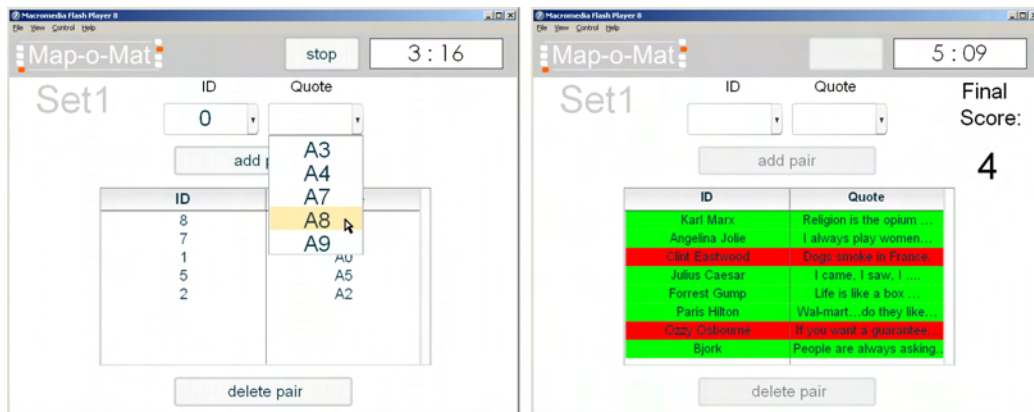 Macromedia Flash Player 8
File View Control Help
Map-o-Mat
stop
3 : 16
Set1
ID
Quote
0
A3
A4
A7
A8
A9
add p
ID
8
7
1
A0
5
A5
2
A2
delete pair
Macromedia Flash Player 8
File View Control Help
Map-o-Mat
5 : 09
Set1
ID
Quote
Final
Score:
4
add pair
ID
Quote
Karl Marx
Religion is the opium ...
Angelina Jolie
I always play women...
Clint Eastwood
Dogs smoke in France.
Julius Caesar
I came, I saw, I ....
Forrest Gump
Life is like a box ...
Paris Hilton
Wal-mart...do they like...
Ozzy Osbourne
If you want a guarantee...
Bjork
People are always asking..
delete pair